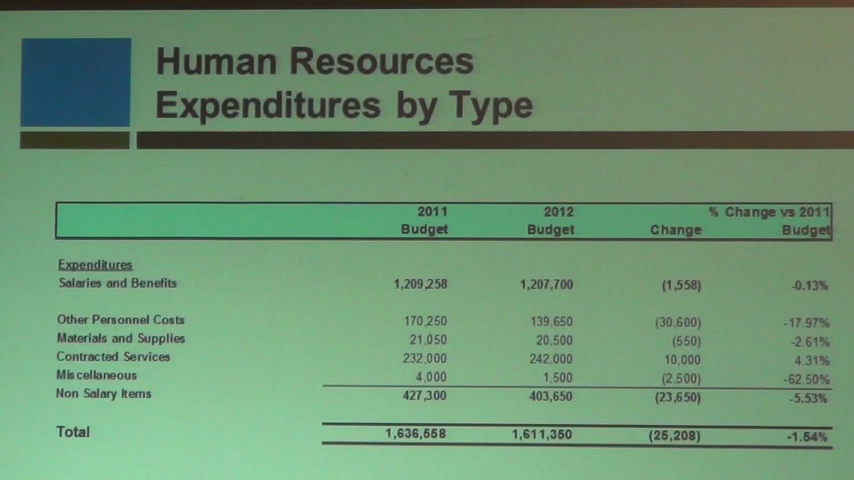 Human Resources
Expenditures by Type
2011 2012 % Change vs 2011
Budget Budget Change Budget
Expenditures
Salaries and Benefits 1,209,258 1,207,700 (1,558) -0.13%
Other Personnel Costs 170,250 139,650 (30,600) -17.97%
Materials and Supplies 21,050 20,500 (550) -2.61%
Contracted Services 232,000 242,000 10,000 4.31%
Miscellaneous 4,000 1,500 (2,500) -62.50%
Non Salary Items 427,300 403,650 (23,650) -5.53%
Total 1,636,558 1,611,350 (25,208) -1.54%